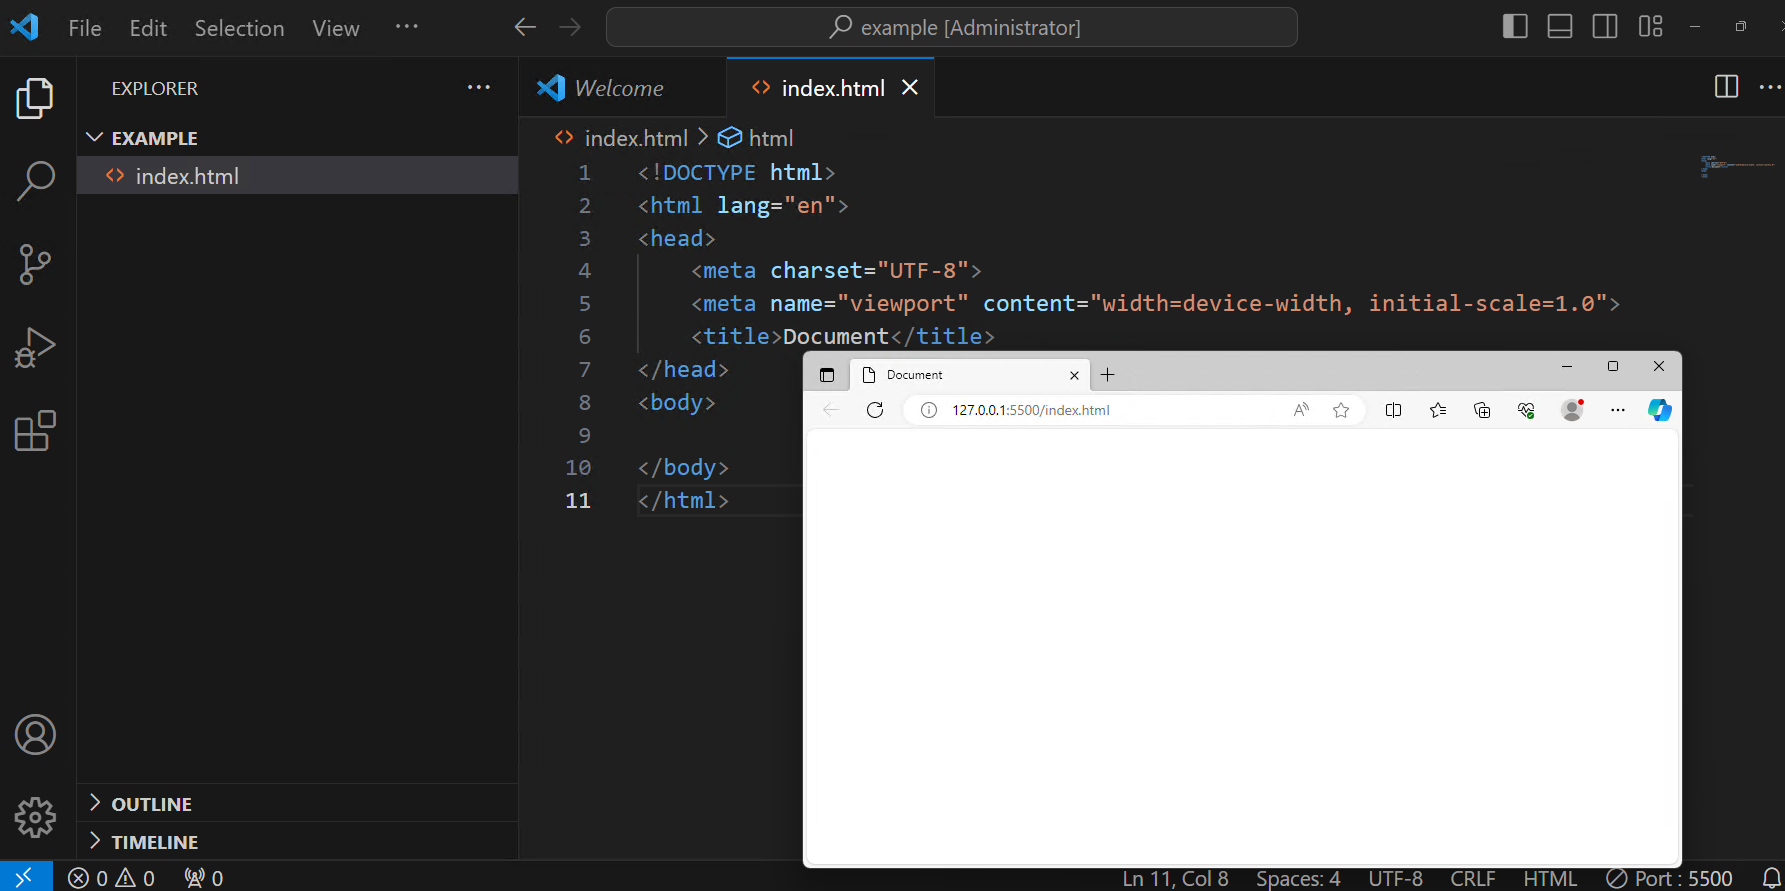 File Edit Selection View ···
example [Administrator]
EXPLORER ···
EXAMPLE
index.html
OUTLINE
TIMELINE
Welcome
index.html
index.html > html
1 <!DOCTYPE html>
2 <html lang="en">
3 <head>
4 <meta charset="UTF-8">
5 <meta name="viewport" content="width=device-width, initial-scale=1.0">
6 <title>Document</title>
7 </head>
8 <body>
9
10 </body>
11 </html>
Document
127.0.0.1:5500/index.html
0 0 0
Ln 11, Col 8 Spaces: 4 UTF-8 CRLF HTML Port : 5500